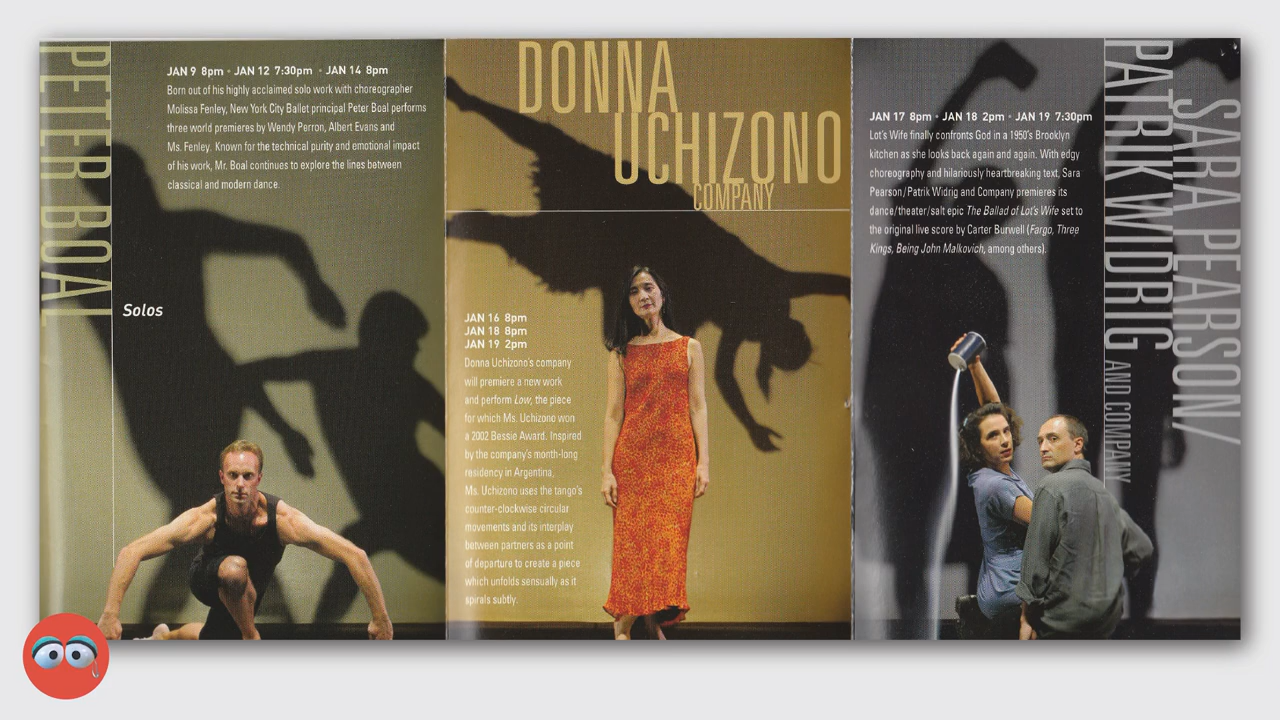 PETER BOAL
JAN 9 8pm • JAN 12 7:30pm • JAN 14 8pm
Born out of his highly acclaimed solo work with choreographer
Molissa Fenley, New York City Ballet principal Peter Boal performs
three world premieres by Wendy Perron, Albert Evans and
Ms. Fenley. Known for the technical purity and emotional impact
of his work, Mr. Boal continues to explore the lines between
classical and modern dance.
Solos
DONNA
UCHIZONO
COMPANY
JAN 16 8pm
JAN 18 8pm
JAN 19 2pm
Donna Uchizono's company
will premiere a new work
and perform Low, the piece
for which Ms. Uchizono won
a 2002 Bessie Award. Inspired
by the company's month-long
residency in Argentina,
Ms. Uchizono uses the tango's
counter-clockwise circular
movements and its interplay
between partners as a point
of departure to create a piece
which unfolds sensually as it
spirals subtly.
JAN 17 8pm • JAN 18 2pm • JAN 19 7:30pm
Lot's Wife finally confronts God in a 1950's Brooklyn
kitchen as she looks back again and again. With edgy
choreography and hilariously heartbreaking text, Sara
Pearson/Patrik Widrig and Company premieres its
dance/theater/salt epic The Ballad of Lot's Wife set to
the original live score by Carter Burwell (Fargo, Three
Kings, Being John Malkovich, among others).
SARA PEARSON/
PATRIK WIDRIG AND COMPANY